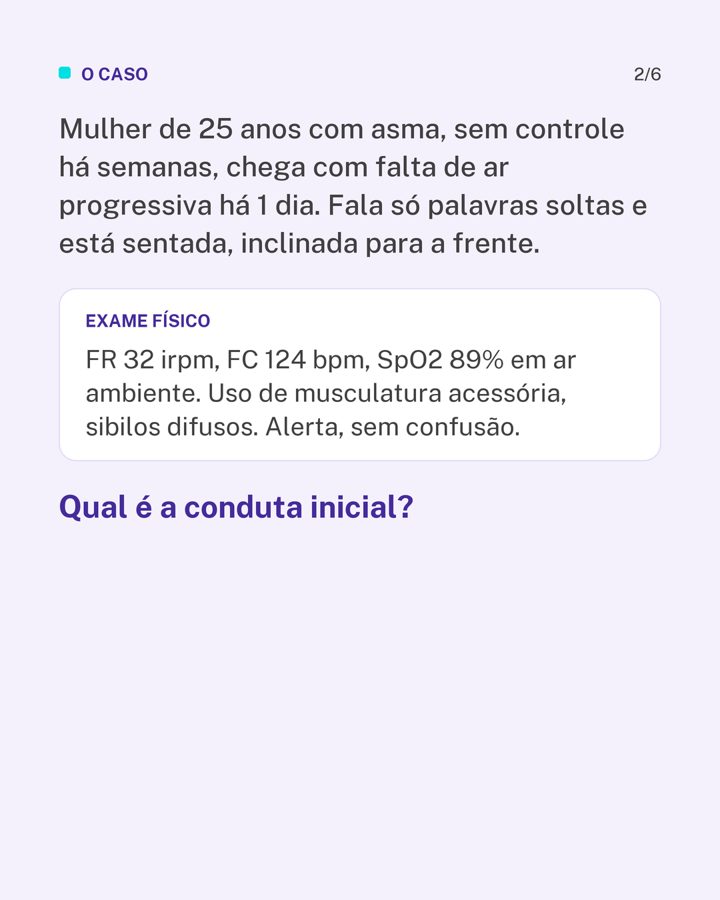 O CASO
2/6
Mulher de 25 anos com asma, sem controle
há semanas, chega com falta de ar
progressiva há 1 dia. Fala só palavras soltas e
está sentada, inclinada para a frente.
EXAME FÍSICO
FR 32 irpm, FC 124 bpm, SpO2 89% em ar
ambiente. Uso de musculatura acessória,
sibilos difusos. Alerta, sem confusão.
Qual é a conduta inicial?